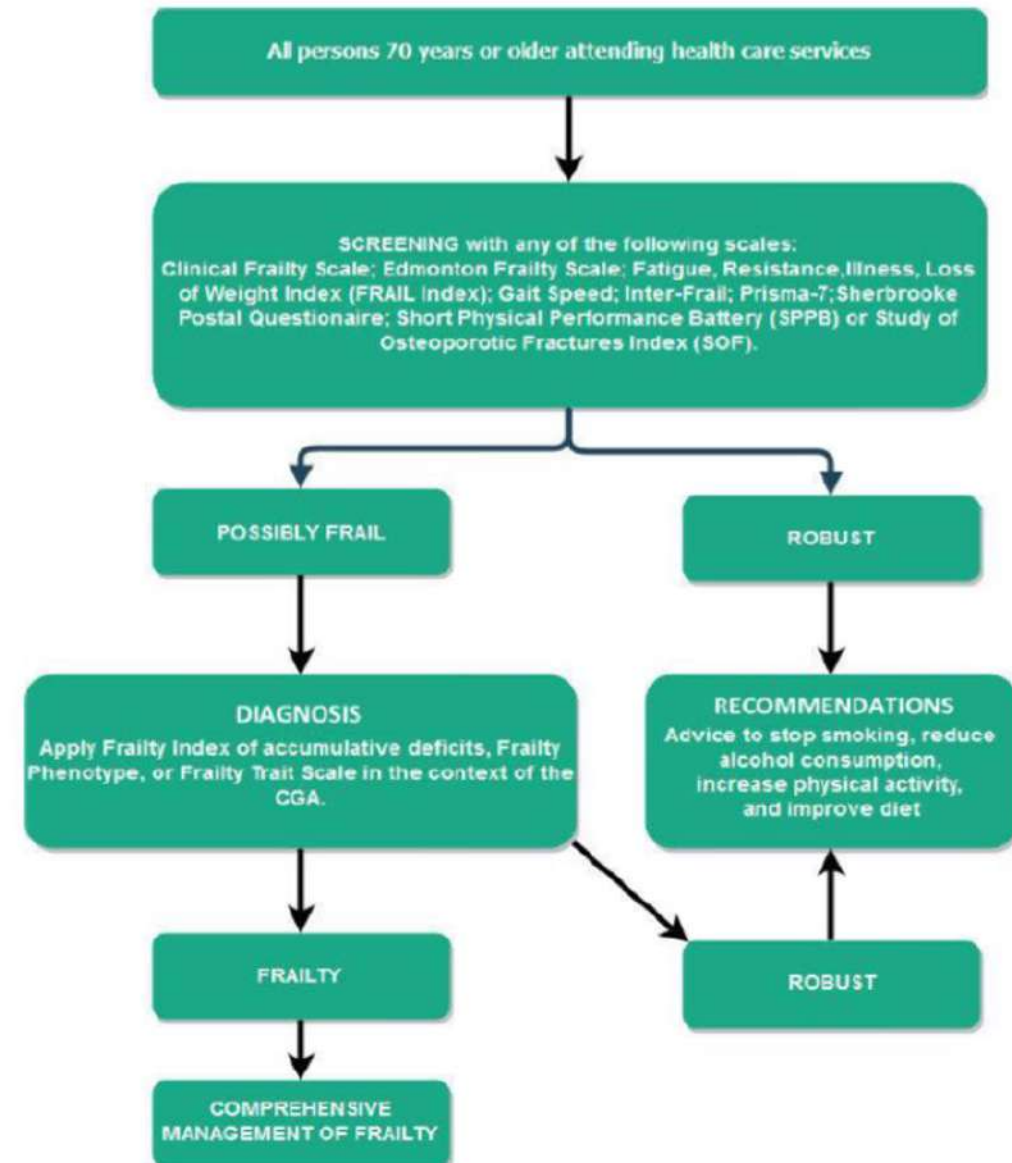 All persons 70 years or older attending health care services
SCREENING with any of the following scales:
Clinical Frailty Scale; Edmonton Frailty Scale; Fatigue, Resistance,Illness, Loss
of Weight Index (FRAIL Index); Gait Speed; Inter-Frail; Prisma-7;Sherbrooke
Postal Questionaire; Short Physical Performance Battery (SPPB) or Study of
Osteoporotic Fractures Index (SOF).
POSSIBLY FRAIL
ROBUST
DIAGNOSIS
Apply Frailty Index of accumulative deficits, Frailty
Phenotype, or Frailty Trait Scale in the context of the
CGA.
RECOMMENDATIONS
Advice to stop smoking, reduce
alcohol consumption,
increase physical activity,
and improve diet
FRAILTY
ROBUST
COMPREHENSIVE
MANAGEMENT OF FRAILTY